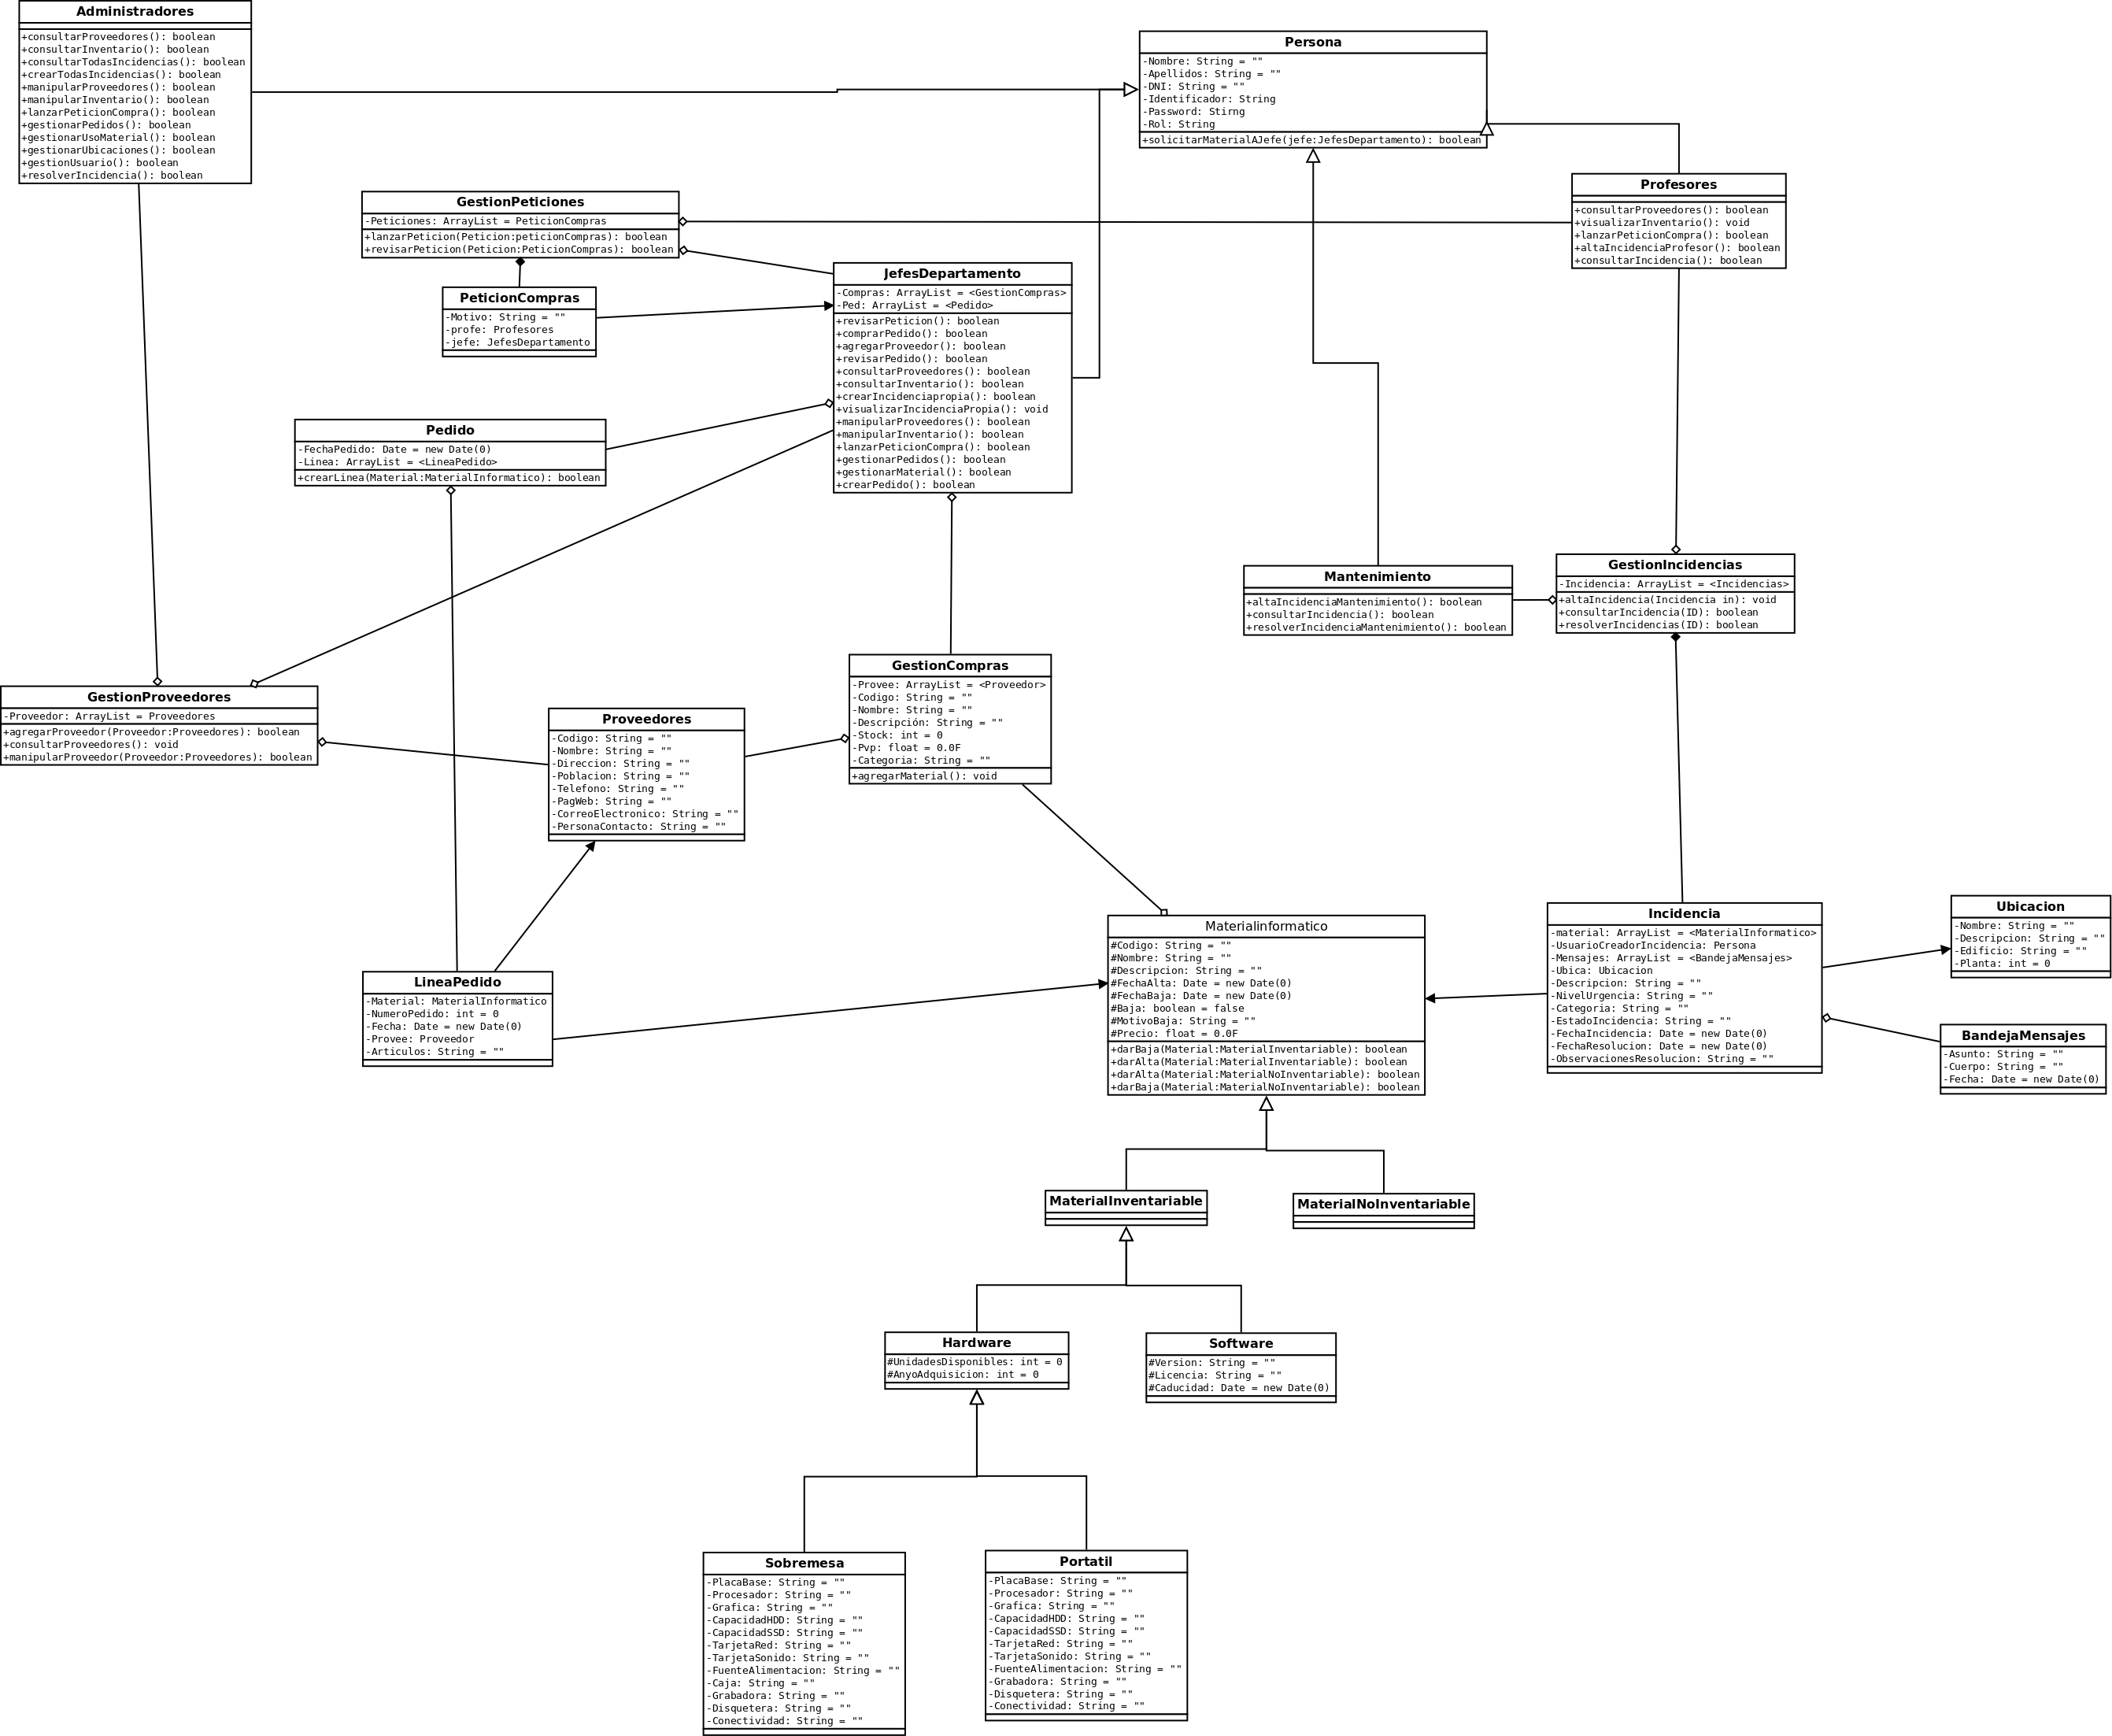 Administradores
+consultarProveedores(): boolean
+consultarInventario(): boolean
+consultarTodasIncidencias(): boolean
+crearTodasIncidencias(): boolean
+manipularProveedores(): boolean
+manipularInventario(): boolean
+lanzarPeticionCompra(): boolean
+gestionarPedidos(): boolean
+gestionarUsoMaterial(): boolean
+gestionarUbicaciones(): boolean
+gestionUsuario(): boolean
+resolverIncidencia(): boolean
Persona
-Nombre: String = ""
-Apellidos: String = ""
-DNI: String = ""
-Identificador: String
-Password: Stirng
-Rol: String
+solicitarMaterialAJefe(jefe:JefesDepartamento): boolean
Profesores
+consultarProveedores(): boolean
+visualizarInventario(): void
+lanzarPeticionCompra(): boolean
+altaIncidenciaProfesor(): boolean
+consultarIncidencia(): boolean
GestionPeticiones
-Peticiones: ArrayList = PeticionCompras
+lanzarPeticion(Peticion:peticionCompras): boolean
+revisarPeticion(Peticion:PeticionCompras): boolean
PeticionCompras
-Motivo: String = ""
-profe: Profesores
-jefe: JefesDepartamento
JefesDepartamento
-Compras: ArrayList = <GestionCompras>
-Ped: ArrayList = <Pedido>
+revisarPeticion(): boolean
+comprarPedido(): boolean
+agregarProveedor(): boolean
+revisarPedido(): boolean
+consultarProveedores(): boolean
+consultarInventario(): boolean
+crearIncidenciapropia(): boolean
+visualizarIncidenciaPropia(): void
+manipularProveedores(): boolean
+manipularInventario(): boolean
+lanzarPeticionCompra(): boolean
+gestionarPedidos(): boolean
+gestionarMaterial(): boolean
+crearPedido(): boolean
Pedido
-FechaPedido: Date = new Date(0)
-Linea: ArrayList = <LineaPedido>
+crearLinea(Material:MaterialInformatico): boolean
Mantenimiento
+altaIncidenciaMantenimiento(): boolean
+consultarIncidencia(): boolean
+resolverIncidenciaMantenimiento(): boolean
GestionIncidencias
-Incidencia: ArrayList = <Incidencias>
+altaIncidencia(Incidencia in): void
+consultarIncidencia(ID): boolean
+resolverIncidencias(ID): boolean
GestionProveedores
-Proveedor: ArrayList = Proveedores
+agregarProveedor(Proveedor:Proveedores): boolean
+consultarProveedores(): void
+manipularProveedor(Proveedor:Proveedores): boolean
Proveedores
-Codigo: String = ""
-Nombre: String = ""
-Direccion: String = ""
-Poblacion: String = ""
-Telefono: String = ""
-PagWeb: String = ""
-CorreoElectronico: String = ""
-PersonaContacto: String = ""
GestionCompras
-Provee: ArrayList = <Proveedor>
-Codigo: String = ""
-Nombre: String = ""
-Descripción: String = ""
-Stock: int = 0
-Pvp: float = 0.0F
-Categoria: String = ""
+agregarMaterial(): void
LineaPedido
-Material: MaterialInformatico
-NumeroPedido: int = 0
-Fecha: Date = new Date(0)
-Provee: Proveedor
-Articulos: String = ""
Materialinformatico
#Codigo: String = ""
#Nombre: String = ""
#Descripcion: String = ""
#FechaAlta: Date = new Date(0)
#FechaBaja: Date = new Date(0)
#Baja: boolean = false
#MotivoBaja: String = ""
#Precio: float = 0.0F
+darBaja(Material:MaterialInventariable): boolean
+darAlta(Material:MaterialInventariable): boolean
+darAlta(Material:MaterialNoInventariable): boolean
+darBaja(Material:MaterialNoInventariable): boolean
Incidencia
-material: ArrayList = <MaterialInformatico>
-UsuarioCreadorIncidencia: Persona
-Mensajes: ArrayList = <BandejaMensajes>
-Ubica: Ubicacion
-Descripcion: String = ""
-NivelUrgencia: String = ""
-Categoria: String = ""
-EstadoIncidencia: String = ""
-FechaIncidencia: Date = new Date(0)
-FechaResolucion: Date = new Date(0)
-ObservacionesResolucion: String = ""
Ubicacion
-Nombre: String = ""
-Descripcion: String = ""
-Edificio: String = ""
-Planta: int = 0
BandejaMensajes
-Asunto: String = ""
-Cuerpo: String = ""
-Fecha: Date = new Date(0)
MaterialInventariable
MaterialNoInventariable
Hardware
#UnidadesDisponibles: int = 0
#AnyoAdquisicion: int = 0
Software
#Version: String = ""
#Licencia: String = ""
#Caducidad: Date = new Date(0)
Sobremesa
-PlacaBase: String = ""
-Procesador: String = ""
-Grafica: String = ""
-CapacidadHDD: String = ""
-CapacidadSSD: String = ""
-TarjetaRed: String = ""
-TarjetaSonido: String = ""
-FuenteAlimentacion: String = ""
-Caja: String = ""
-Grabadora: String = ""
-Disquetera: String = ""
-Conectividad: String = ""
Portatil
-PlacaBase: String = ""
-Procesador: String = ""
-Grafica: String = ""
-CapacidadHDD: String = ""
-CapacidadSSD: String = ""
-TarjetaRed: String = ""
-TarjetaSonido: String = ""
-FuenteAlimentacion: String = ""
-Grabadora: String = ""
-Disquetera: String = ""
-Conectividad: String = ""